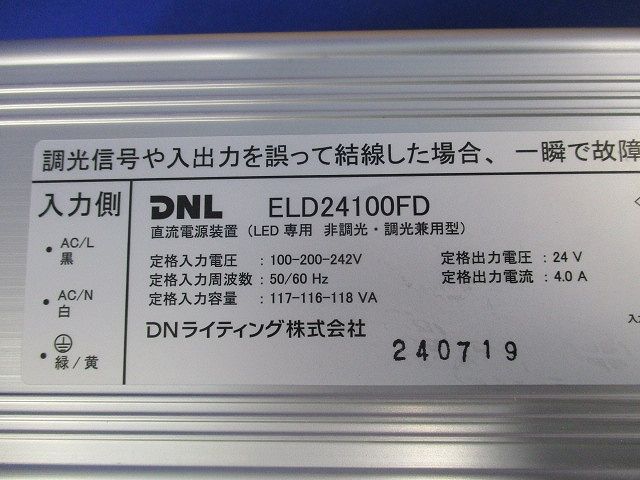 調光信号や入出力を誤って結線した場合、一瞬で故障
入力側
AC/L
黒
AC/N
白
緑/黄
DNL ELD24100FD
直流電源装置（LED専用 非調光・調光兼用型）
定格入力電圧 : 100-200-242V 定格出力電圧 : 24 V
定格入力周波数 : 50/60 Hz 定格出力電流 : 4.0 A
定格入力容量 : 117-116-118 VA
DNライティング株式会社
240719
入